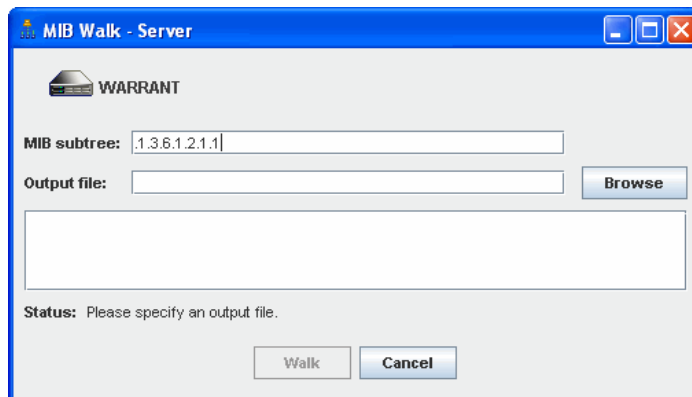 MIB Walk - Server
WARRANT
MIB subtree: .1.3.6.1.2.1.1
Output file:
Browse
Status: Please specify an output file.
Walk Cancel